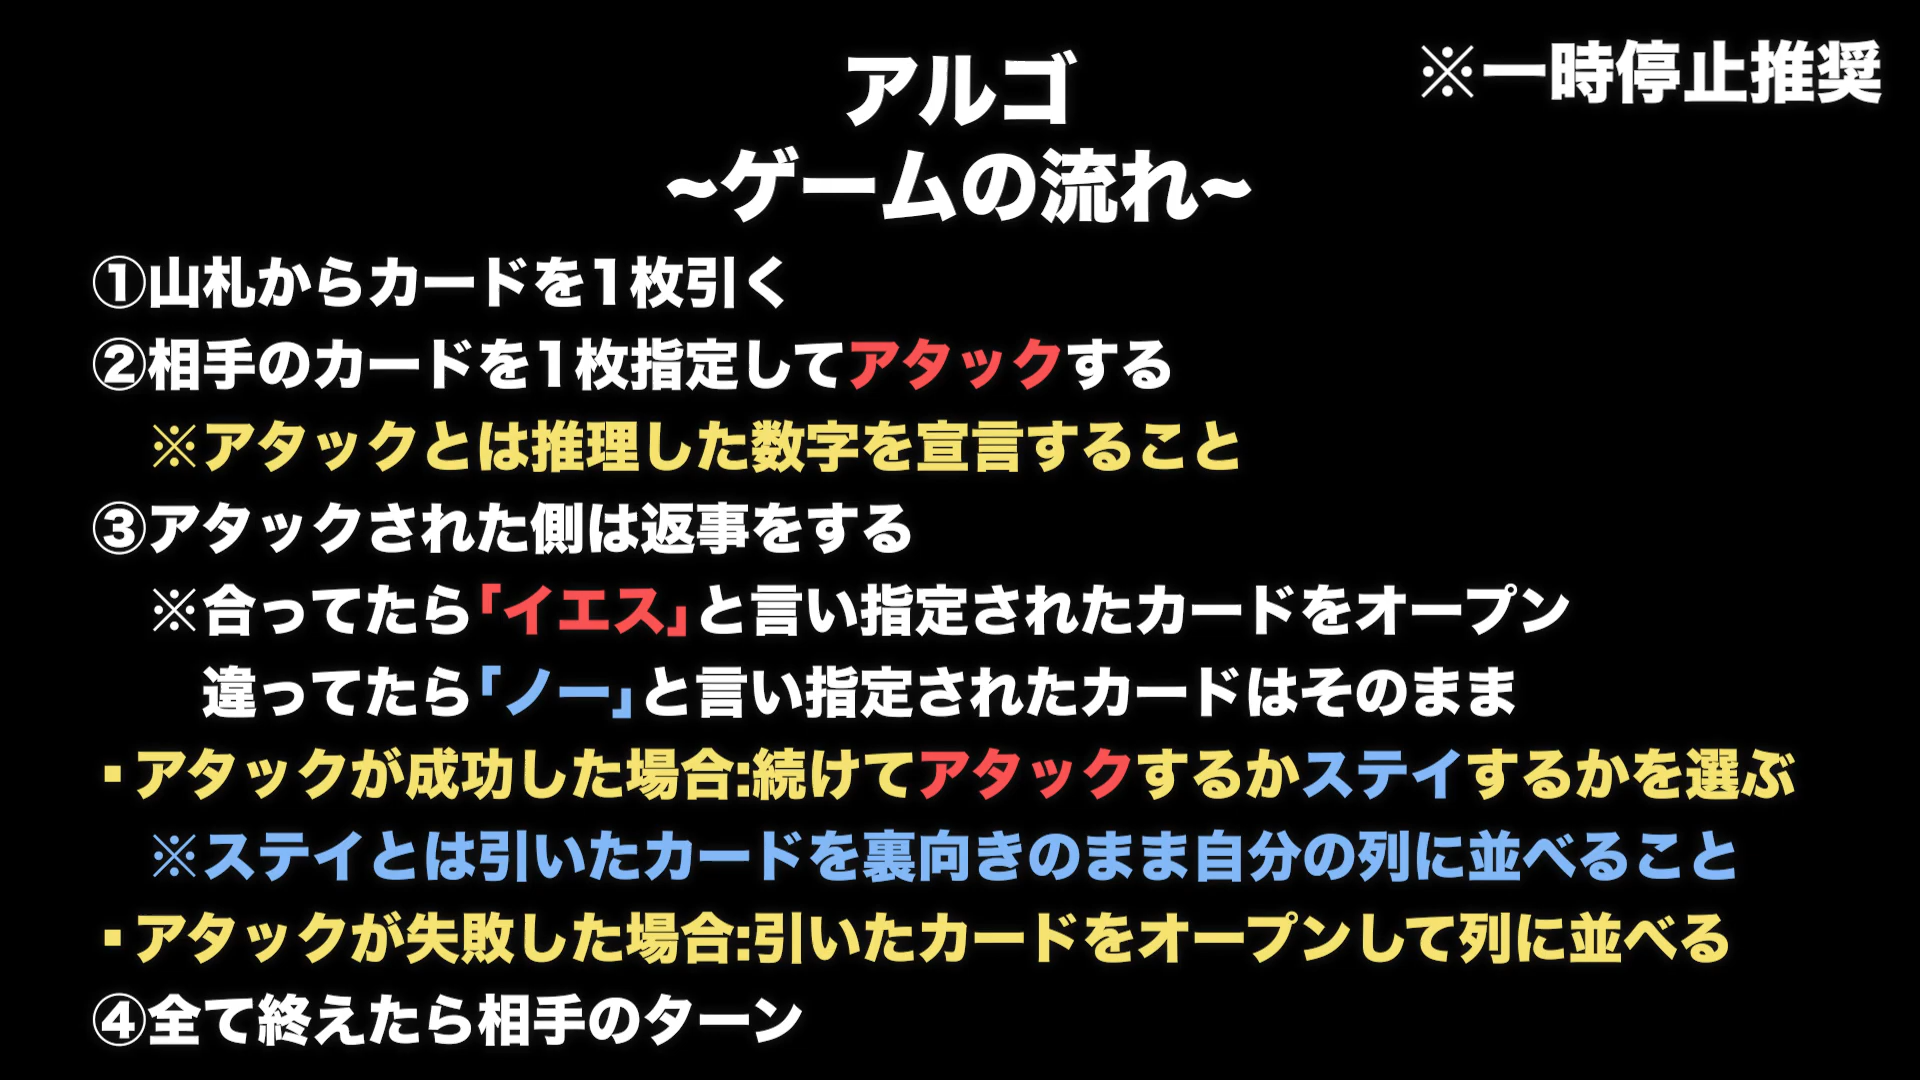 アルゴ
※一時停止推奨
~ゲームの流れ~
①山札からカードを1枚引く
②相手のカードを1枚指定してアタックする
※アタックとは推理した数字を宣言すること
③アタックされた側は返事をする
※合ってたら「イエス」と言い指定されたカードをオープン
違ってたら「ノー」と言い指定されたカードはそのまま
・アタックが成功した場合:続けてアタックするかステイするかを選ぶ
※ステイとは引いたカードを裏向きのまま自分の列に並べること
・アタックが失敗した場合:引いたカードをオープンして列に並べる
④全て終えたら相手のターン